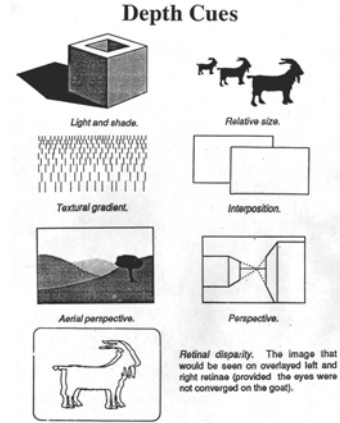 Depth Cues
Light and shade.
Relative size.
Textural gradient.
Interposition.
Aerial perspective.
Perspective.
Retinal disparity. The image that
would be seen on overlayed left and
right retinae (provided the eyes were
not converged on the goat).